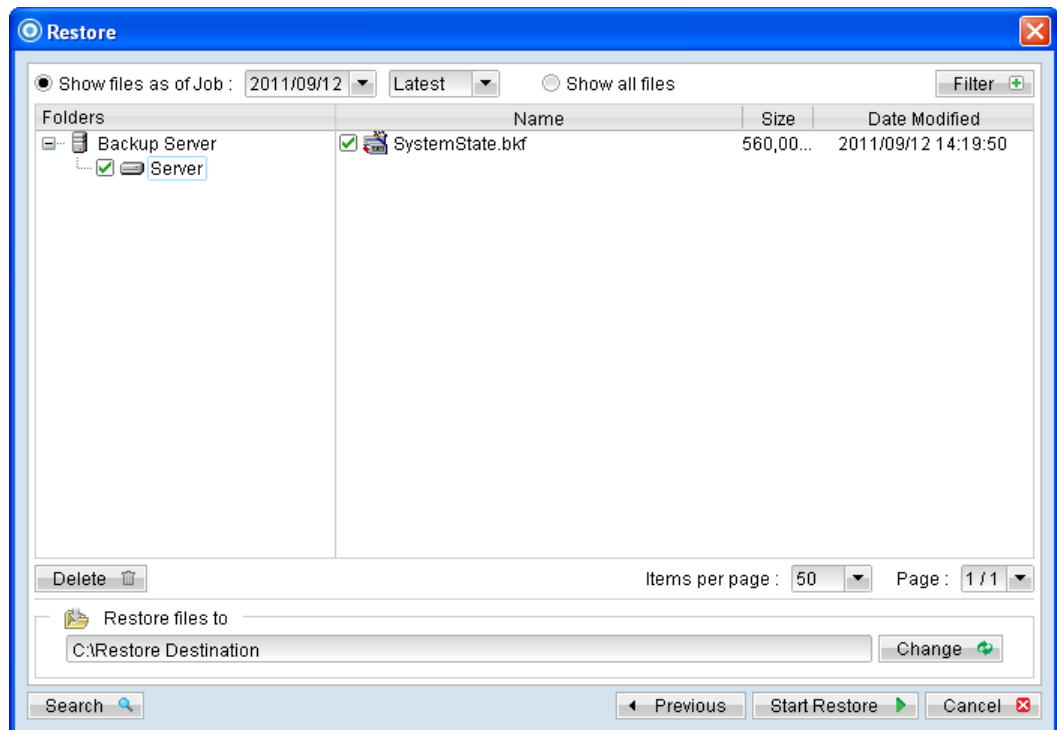 Restore
Show files as of Job : 2011/09/12 Latest Show all files Filter
Folders Name Size Date Modified
Backup Server SystemState.bkf 560,00... 2011/09/12 14:19:50
Server
Delete Items per page : 50 Page : 1 / 1
Restore files to
C:\Restore Destination Change
Search Previous Start Restore Cancel